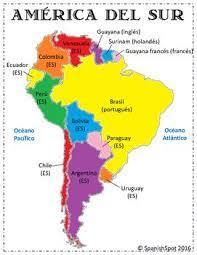 AMÉRICA DEL SUR
Venezuela
(ES)
Guayana (inglés)
Surinam (holandés)
Guayana francés (francés)
Colombia
(ES)
Ecuador
(ES)
Perú
(ES)
Brasil
(portugués)
Océano
Pacífico
Océano
Atlántico
Bolivia
(ES)
Paraguay
(ES)
Chile
(ES)
Argentina
(ES)
Uruguay
(ES)
© SpanishSpot 2016